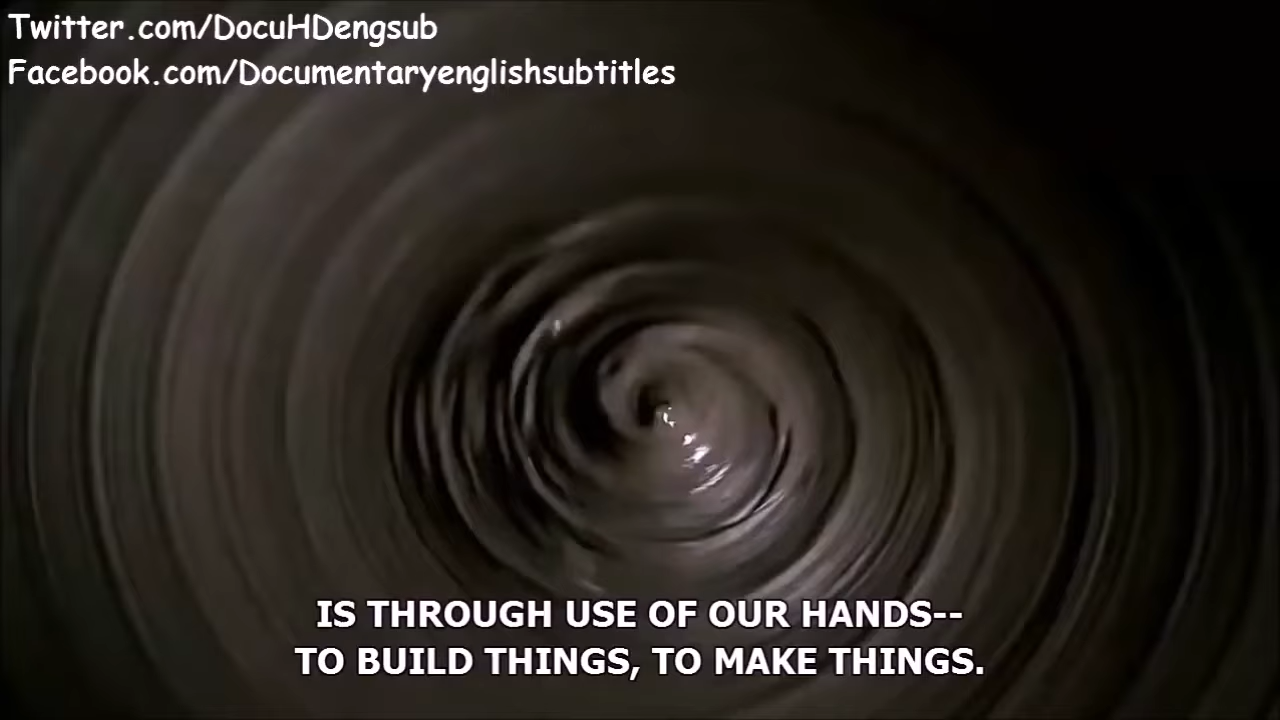 Twitter.com/DocuHDengsub
Facebook.com/Documentaryenglishsubtitles
IS THROUGH USE OF OUR HANDS--
TO BUILD THINGS, TO MAKE THINGS.